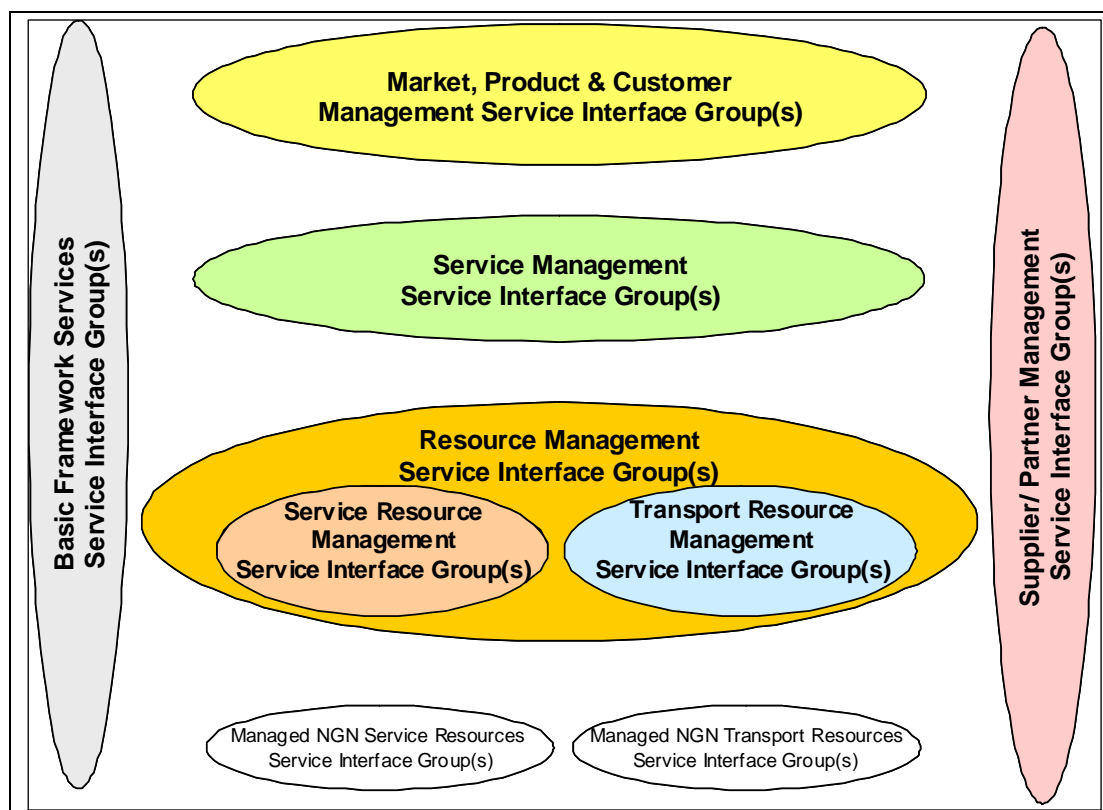 Market, Product & Customer
Management Service Interface Group(s)
Basic Framework Services
Service Interface Group(s)
Service Management
Service Interface Group(s)
Supplier/ Partner Management
Service Interface Group(s)
Resource Management
Service Interface Group(s)
Service Resource
Management
Service Interface Group(s)
Transport Resource
Management
Service Interface Group(s)
Managed NGN Service Resources
Service Interface Group(s)
Managed NGN Transport Resources
Service Interface Group(s)